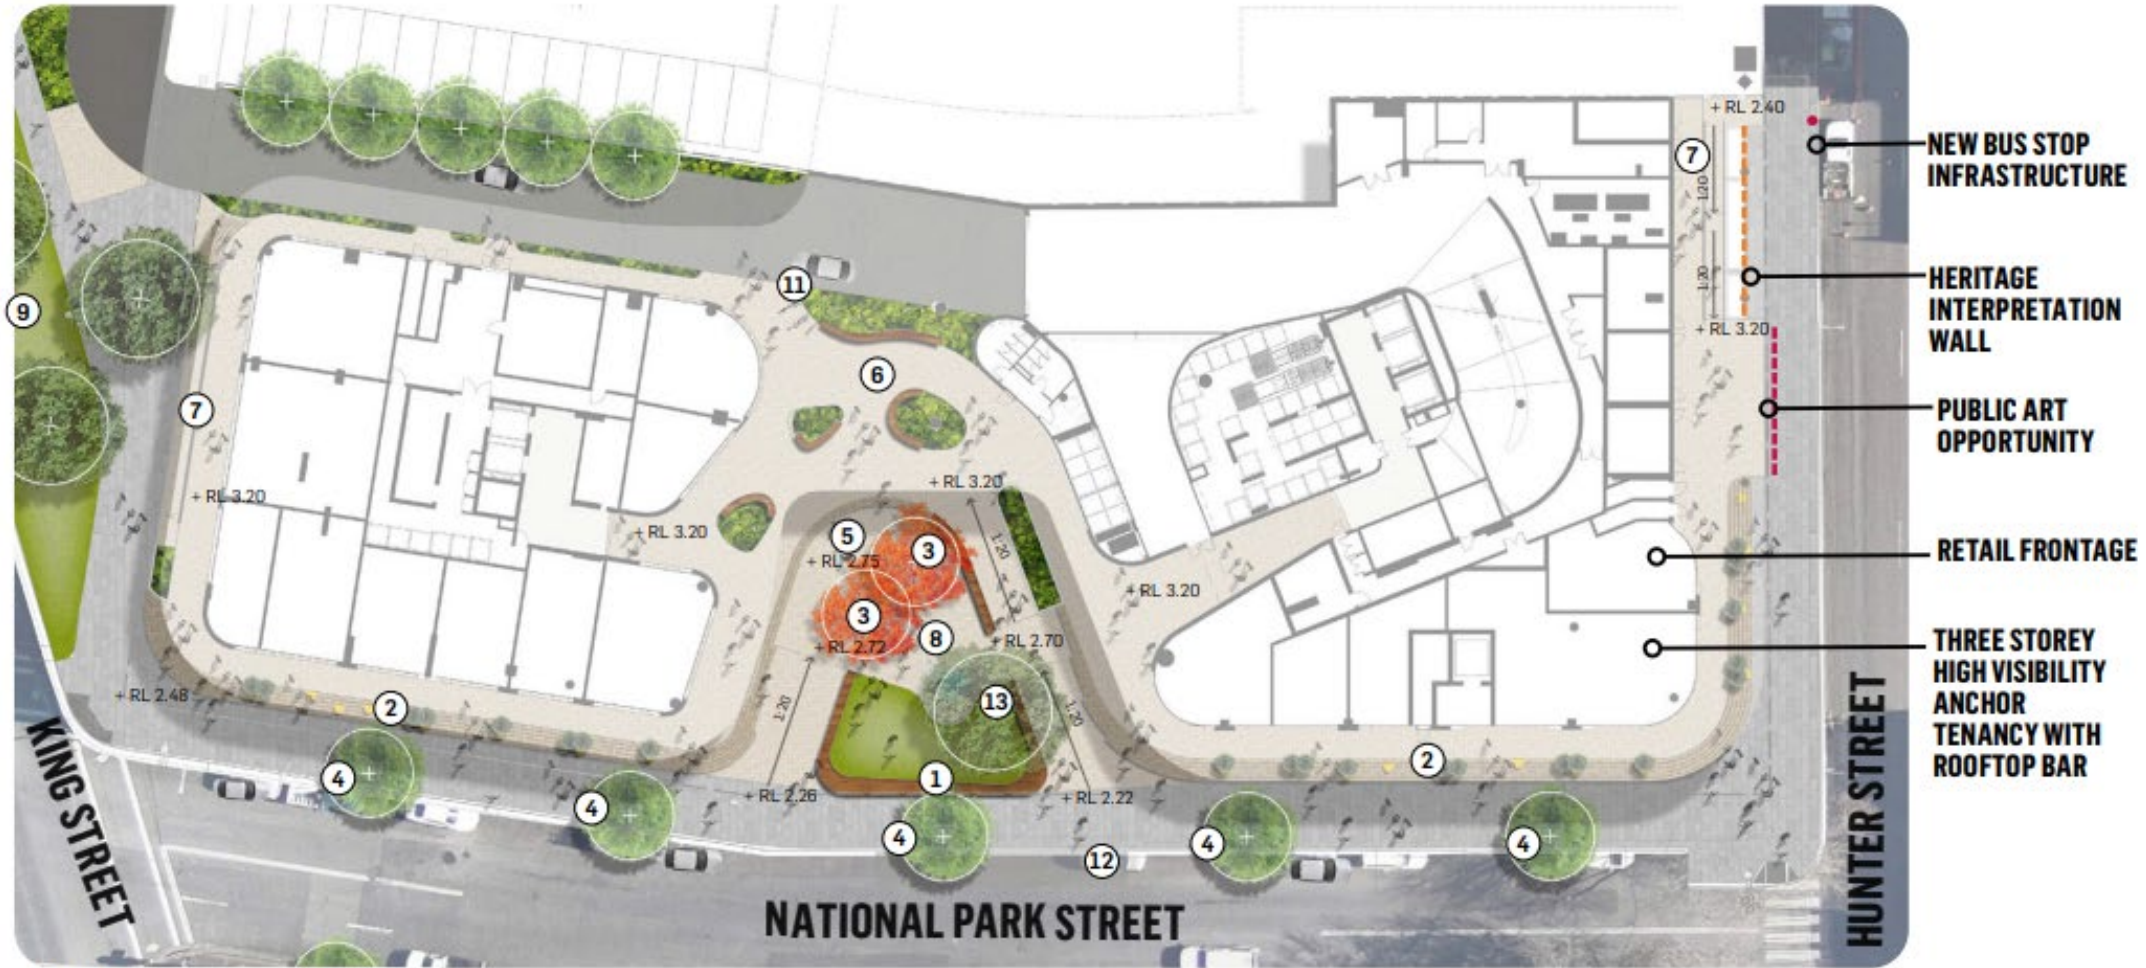 + RL 2.40
7
1:20
1:20
+ RL 3.20
NEW BUS STOP
INFRASTRUCTURE
HERITAGE
INTERPRETATION
WALL
PUBLIC ART
OPPORTUNITY
RETAIL FRONTAGE
THREE STOREY
HIGH VISIBILITY
ANCHOR
TENANCY WITH
ROOFTOP BAR
11
9
6
7
+ RL 3.20
+ RL 3.20
+ RL 3.20
5
3
1:20
+ RL 2.75
+ RL 3.20
3
8
+ RL 2.70
+ RL 2.72
+ RL 2.48
2
1:20
13
1:20
2
4
4
+ RL 2.26
1
+ RL 2.22
4
12
4
4
KING STREET
NATIONAL PARK STREET
HUNTER STREET